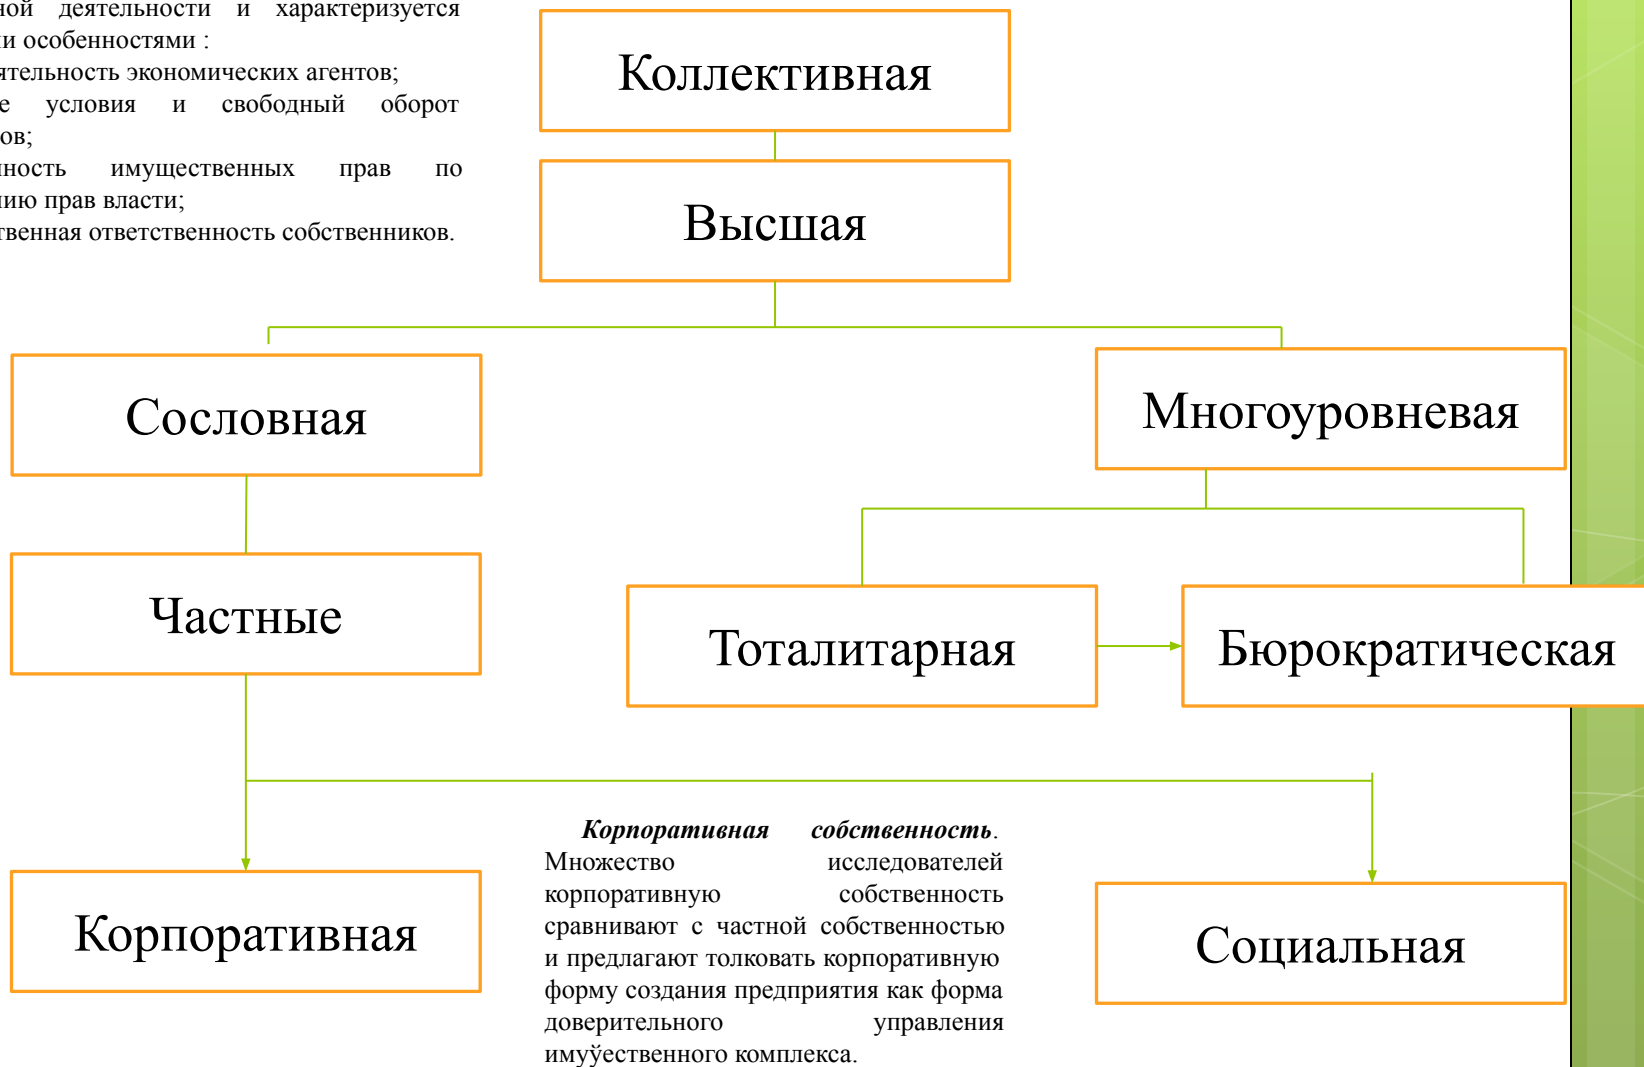 ной деятельности и характеризуется
и особенностями :
ятельность экономических агентов;
е условия и свободный оборот
ов;
нность имущественных прав по
нию прав власти;
твенная ответственность собственников.
Коллективная
Высшая
Сословная
Многоуровневая
Частные
Тоталитарная
Бюрократическая
Корпоративная собственность.
Множество исследователей
корпоративную собственность
сравнивают с частной собственностью
и предлагают толковать корпоративную
форму создания предприятия как форма
доверительного управления
имуўественного комплекса.
Корпоративная
Социальная